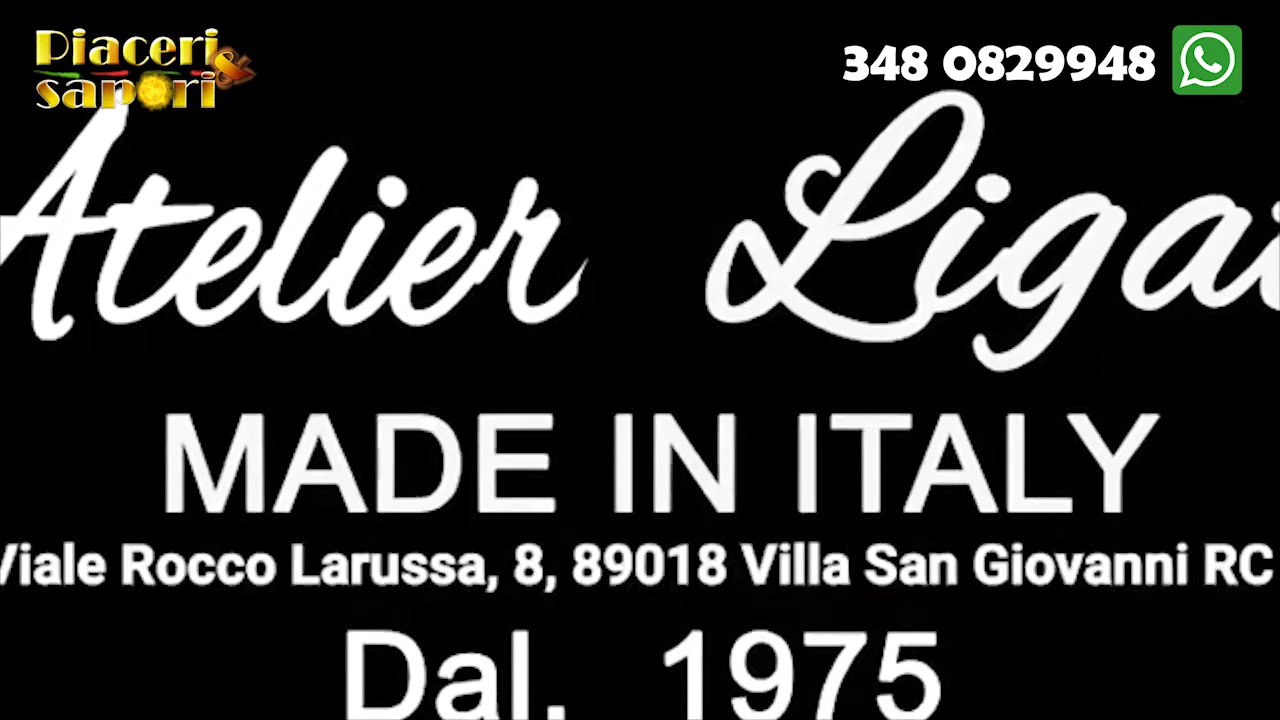 Piaceri &
sapori
348 0829948
Atelier
MADE IN ITALY
Viale Rocco Larussa, 8, 89018 Villa San Giovanni RC
Dal. 1975